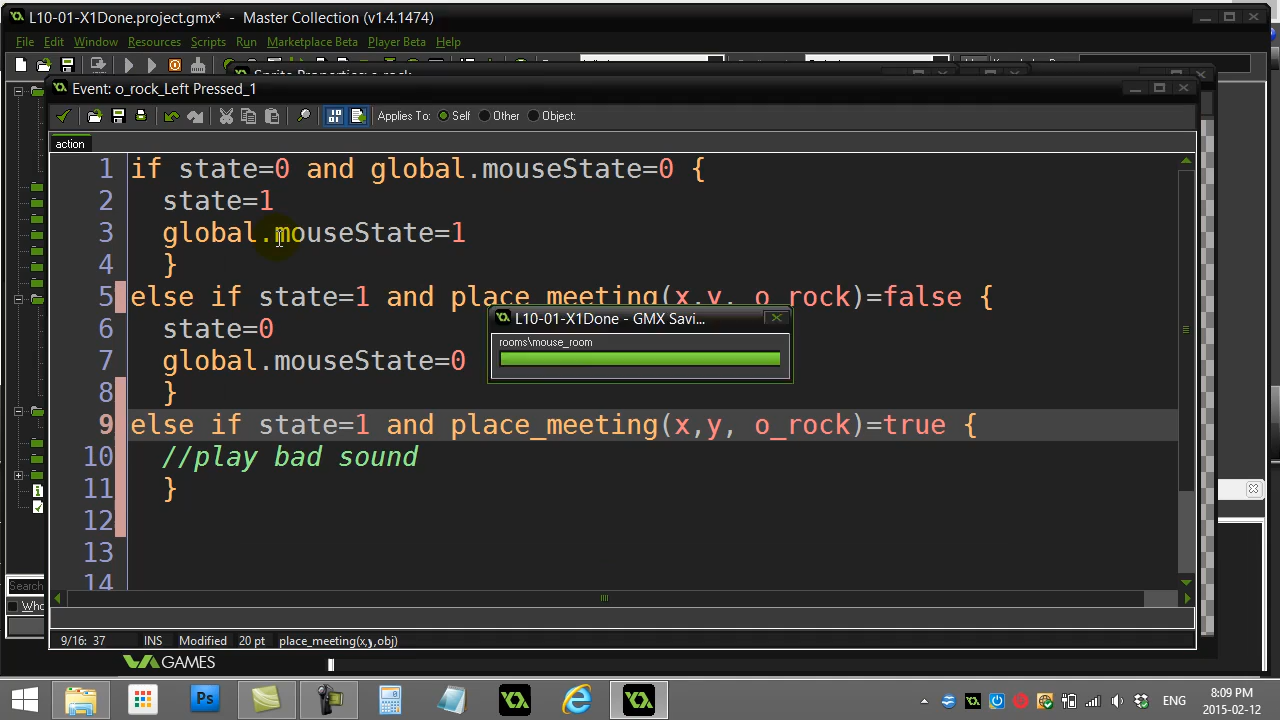 L10-01-X1Done.project.gmx* - Master Collection (v1.4.1474)
File Edit Window Resources Scripts Run Marketplace Beta Player Beta Help
Event: o_rock_Left Pressed_1
Applies To: Self Other Object:
action
1 if state=0 and global.mouseState=0 {
2 state=1
3 global.mouseState=1
4 }
5 else if state=1 and place_meeting(x,y, o_rock)=false {
6 state=0
7 global.mouseState=0
8 }
9 else if state=1 and place_meeting(x,y, o_rock)=true {
10 //play bad sound
11 }
12
13
14
L10-01-X1Done - GMX Savi...
rooms\mouse_room
Search
Who
9/16: 37 INS Modified 20 pt place_meeting(x,y,obj)
GAMES
Ps
ENG
8:09 PM
2015-02-12